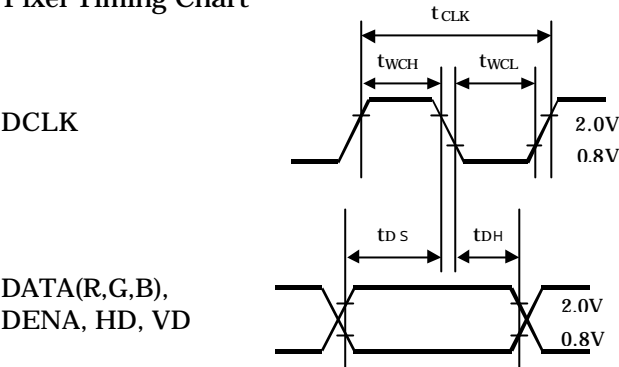 Pixel Timing Chart
tCLK
tWCH tWCL
DCLK
2.0V
0.8V
tDS tDH
DATA(R,G,B),
DENA, HD, VD
2.0V
0.8V